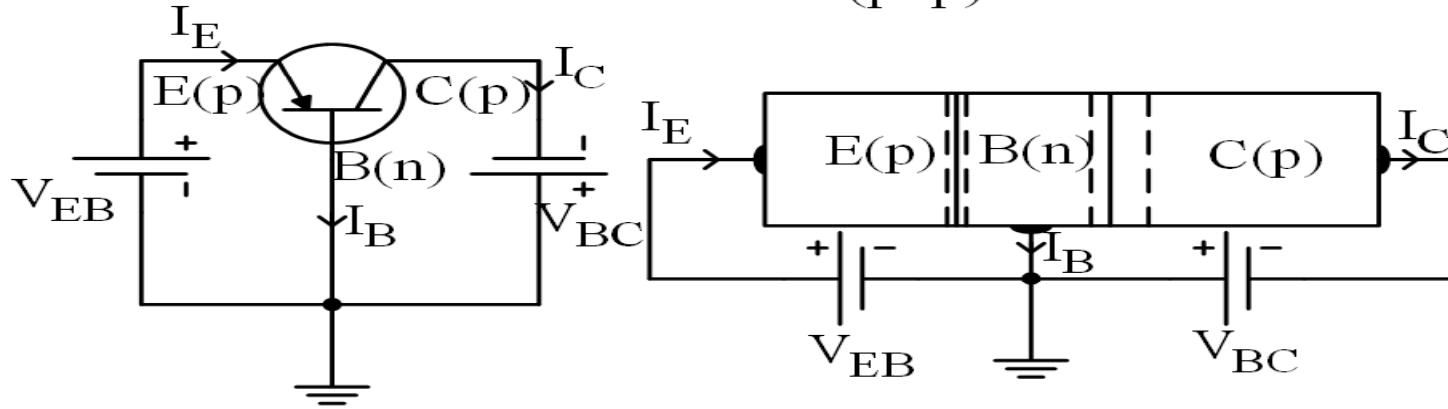 (p p)
I_E
E(p) C(p) I_C
+ -
B(n)
V_EB - + V_BC
I_B
I_E E(p) B(n) C(p) I_C
+ - I_B + -
V_EB V_BC